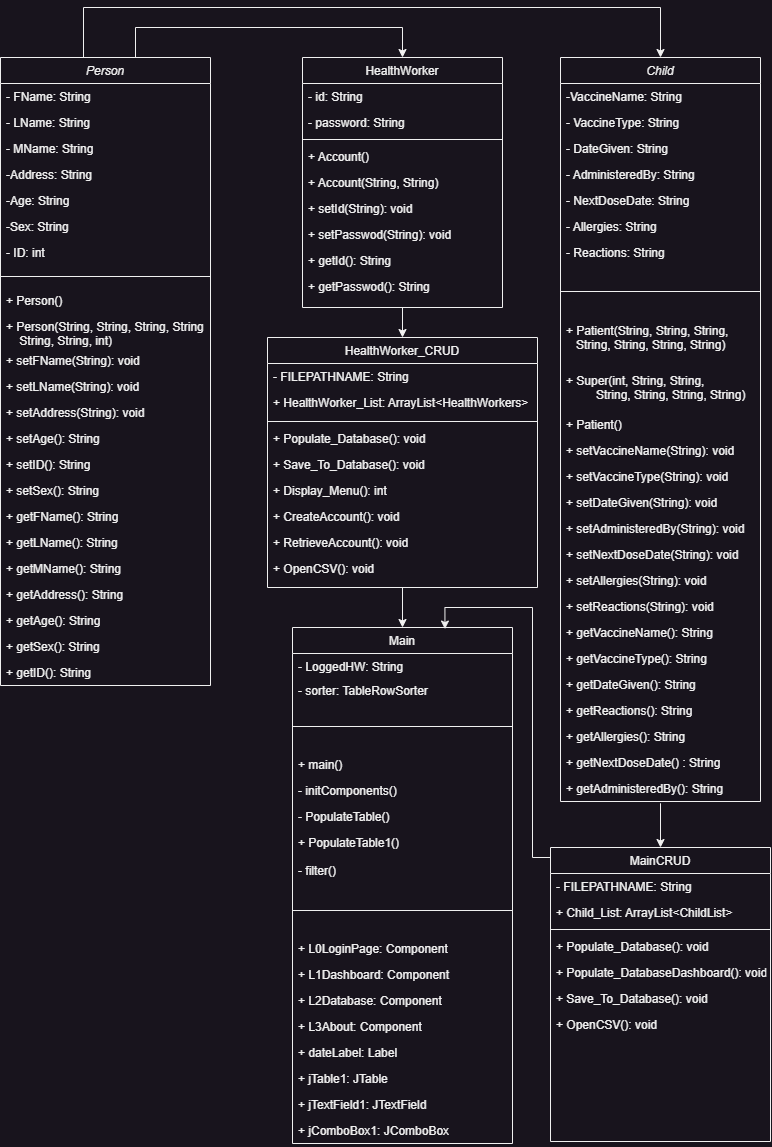 Person
- FName: String
- LName: String
- MName: String
-Address: String
-Age: String
-Sex: String
- ID: int
+ Person()
+ Person(String, String, String, String
String, String, int)
+ setFName(String): void
+ setLName(String): void
+ setAddress(String): void
+ setAge(): String
+ setID(): String
+ setSex(): String
+ getFName(): String
+ getLName(): String
+ getMName(): String
+ getAddress(): String
+ getAge(): String
+ getSex(): String
+ getID(): String
HealthWorker
- id: String
- password: String
+ Account()
+ Account(String, String)
+ setId(String): void
+ setPasswod(String): void
+ getId(): String
+ getPasswod(): String
HealthWorker_CRUD
- FILEPATHNAME: String
+ HealthWorker_List: ArrayList<HealthWorkers>
+ Populate_Database(): void
+ Save_To_Database(): void
+ Display_Menu(): int
+ CreateAccount(): void
+ RetrieveAccount(): void
+ OpenCSV(): void
Main
- LoggedHW: String
- sorter: TableRowSorter
+ main()
- initComponents()
- PopulateTable()
+ PopulateTable1()
- filter()
+ L0LoginPage: Component
+ L1Dashboard: Component
+ L2Database: Component
+ L3About: Component
+ dateLabel: Label
+ jTable1: JTable
+ jTextField1: JTextField
+ jComboBox1: JComboBox
Child
-VaccineName: String
- VaccineType: String
- DateGiven: String
- AdministeredBy: String
- NextDoseDate: String
- Allergies: String
- Reactions: String
+ Patient(String, String, String,
String, String, String, String)
+ Super(int, String, String,
String, String, String, String)
+ Patient()
+ setVaccineName(String): void
+ setVaccineType(String): void
+ setDateGiven(String): void
+ setAdministeredBy(String): void
+ setNextDoseDate(String): void
+ setAllergies(String): void
+ setReactions(String): void
+ getVaccineName(): String
+ getVaccineType(): String
+ getDateGiven(): String
+ getReactions(): String
+ getAllergies(): String
+ getNextDoseDate() : String
+ getAdministeredBy(): String
MainCRUD
- FILEPATHNAME: String
+ Child_List: ArrayList<ChildList>
+ Populate_Database(): void
+ Populate_DatabaseDashboard(): void
+ Save_To_Database(): void
+ OpenCSV(): void